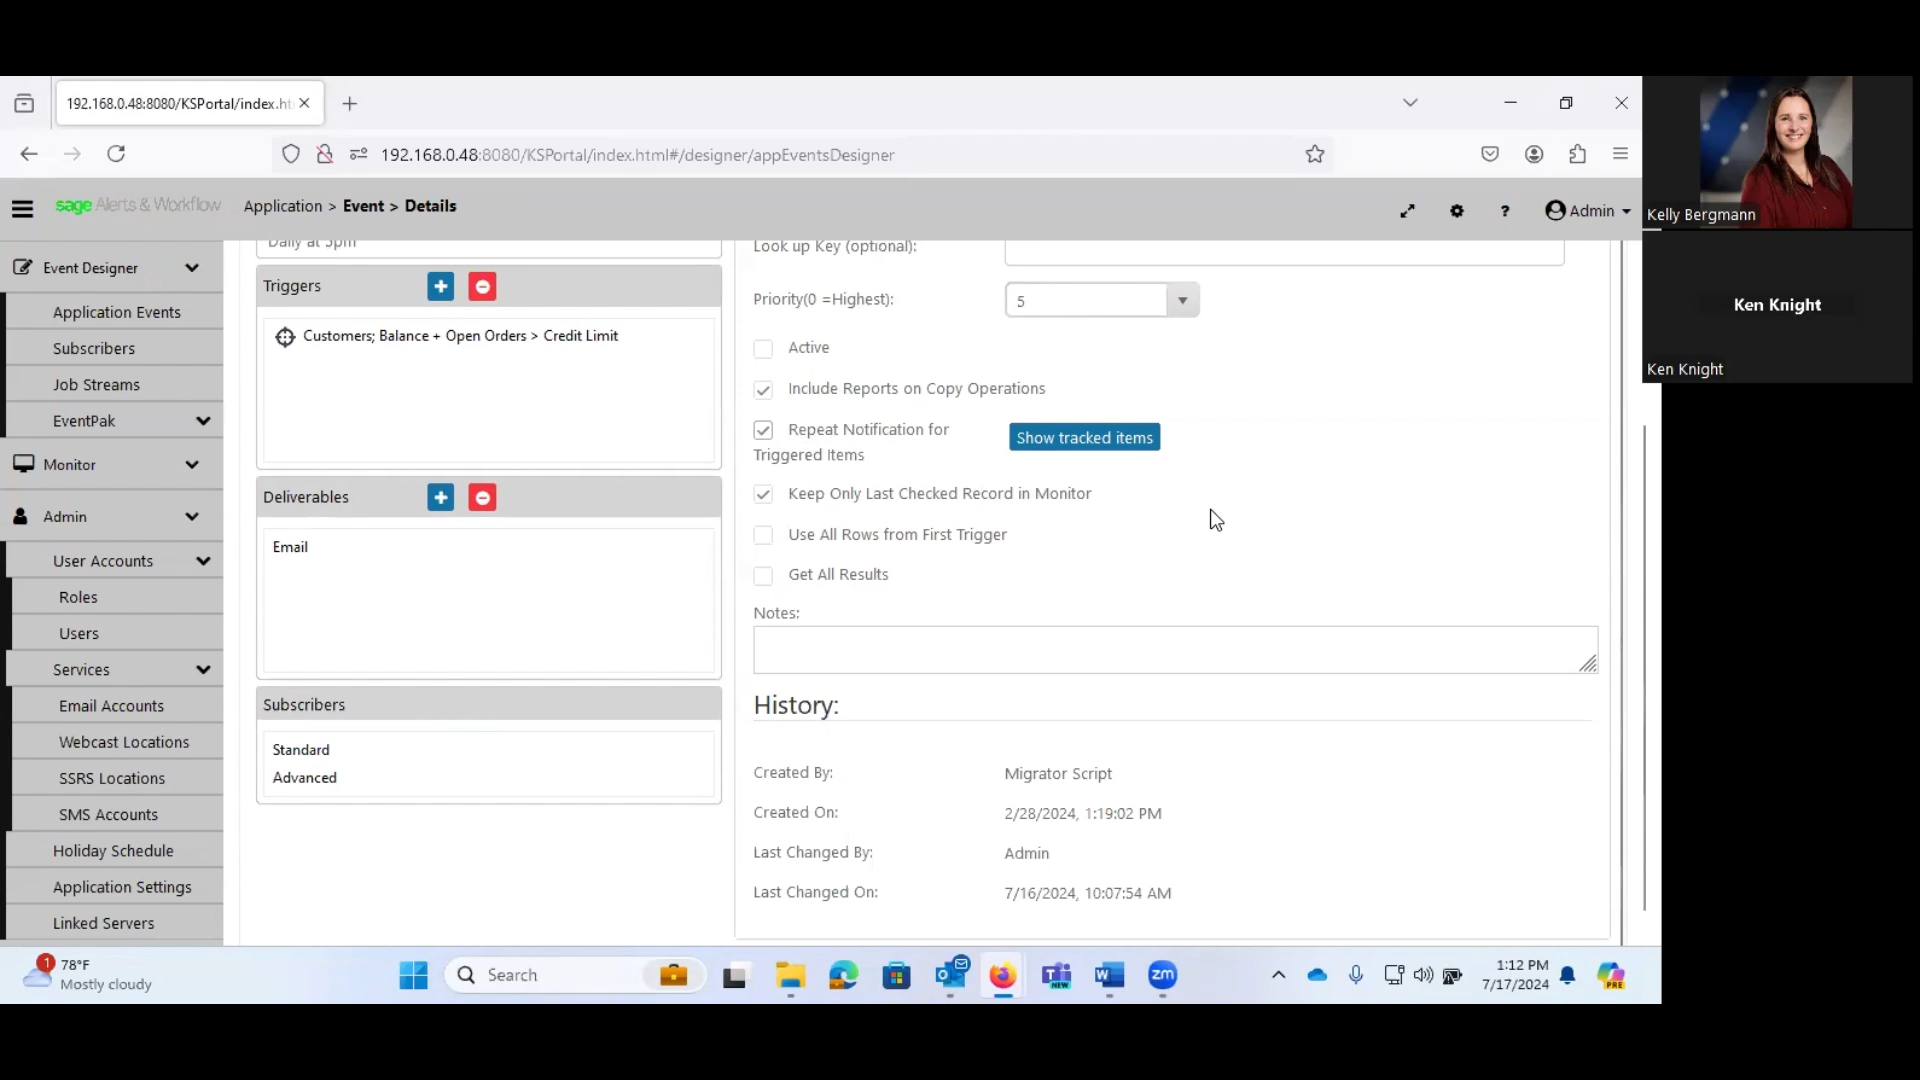 192.168.0.48:8080/KSPortal/index.ht
192.168.0.48:8080/KSPortal/index.html#/designer/appEventsDesigner
sage Alerts & Workflow
Application > Event > Details
?
Admin
Event Designer
Application Events
Subscribers
Job Streams
EventPak
Monitor
Admin
User Accounts
Roles
Users
Services
Email Accounts
Webcast Locations
SSRS Locations
SMS Accounts
Holiday Schedule
Application Settings
Linked Servers
Daily at 5pm
Triggers
Customers; Balance + Open Orders > Credit Limit
Deliverables
Email
Subscribers
Standard
Advanced
Look up Key (optional):
Priority(0 =Highest):
5
Active
Include Reports on Copy Operations
Repeat Notification for
Triggered Items
Show tracked items
Keep Only Last Checked Record in Monitor
Use All Rows from First Trigger
Get All Results
Notes:
History:
Created By:
Migrator Script
Created On:
2/28/2024, 1:19:02 PM
Last Changed By:
Admin
Last Changed On:
7/16/2024, 10:07:54 AM
Kelly Bergmann
Ken Knight
Ken Knight
1
78°F
Mostly cloudy
Search
NEW
zm
1:12 PM
7/17/2024
PRE